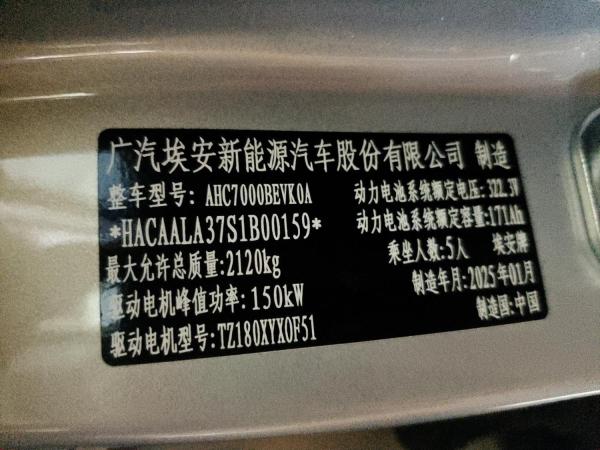 广汽埃安新能源汽车股份有限公司 制造
整车型号: AHC7000BEVK0A 动力电池系统额定电压: 322.3V
*HACAALA37S1B00159* 动力电池系统额定容量:171Ah
最大允许总质量:2120kg 乘坐人数:5人 埃安牌
驱动电机峰值功率:150kW 制造年月:2025年01月
驱动电机型号:TZ180XYX0F51 制造国:中国